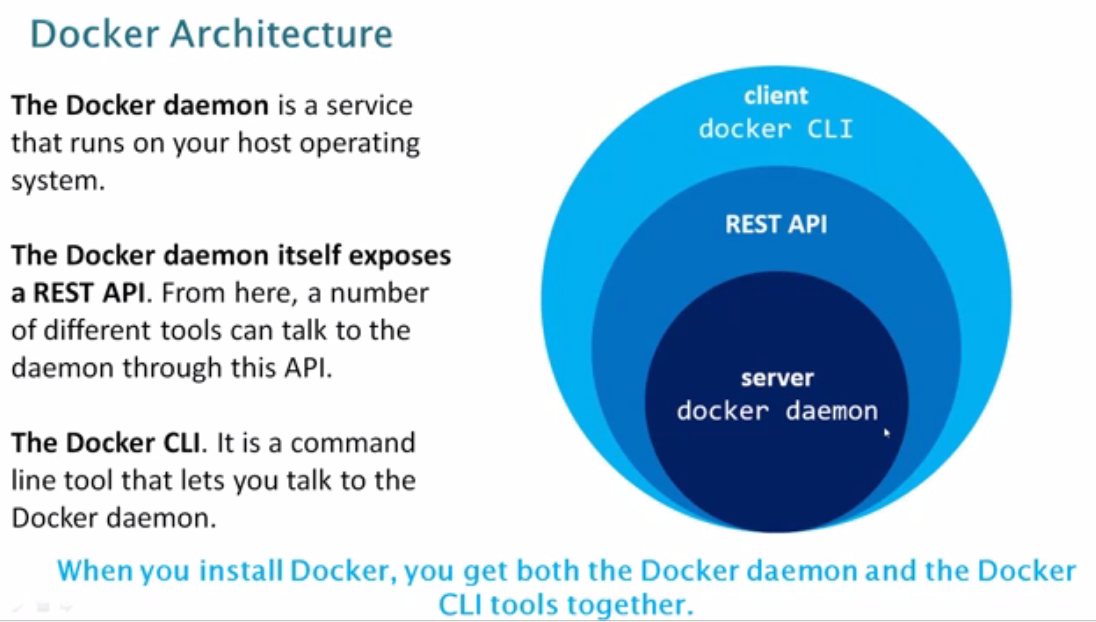 Docker Architecture
The Docker daemon is a service
that runs on your host operating
system.
The Docker daemon itself exposes
a REST API. From here, a number
of different tools can talk to the
daemon through this API.
The Docker CLI. It is a command
line tool that lets you talk to the
Docker daemon.
client
docker CLI
REST API
server
docker daemon
When you install Docker, you get both the Docker daemon and the Docker
CLI tools together.